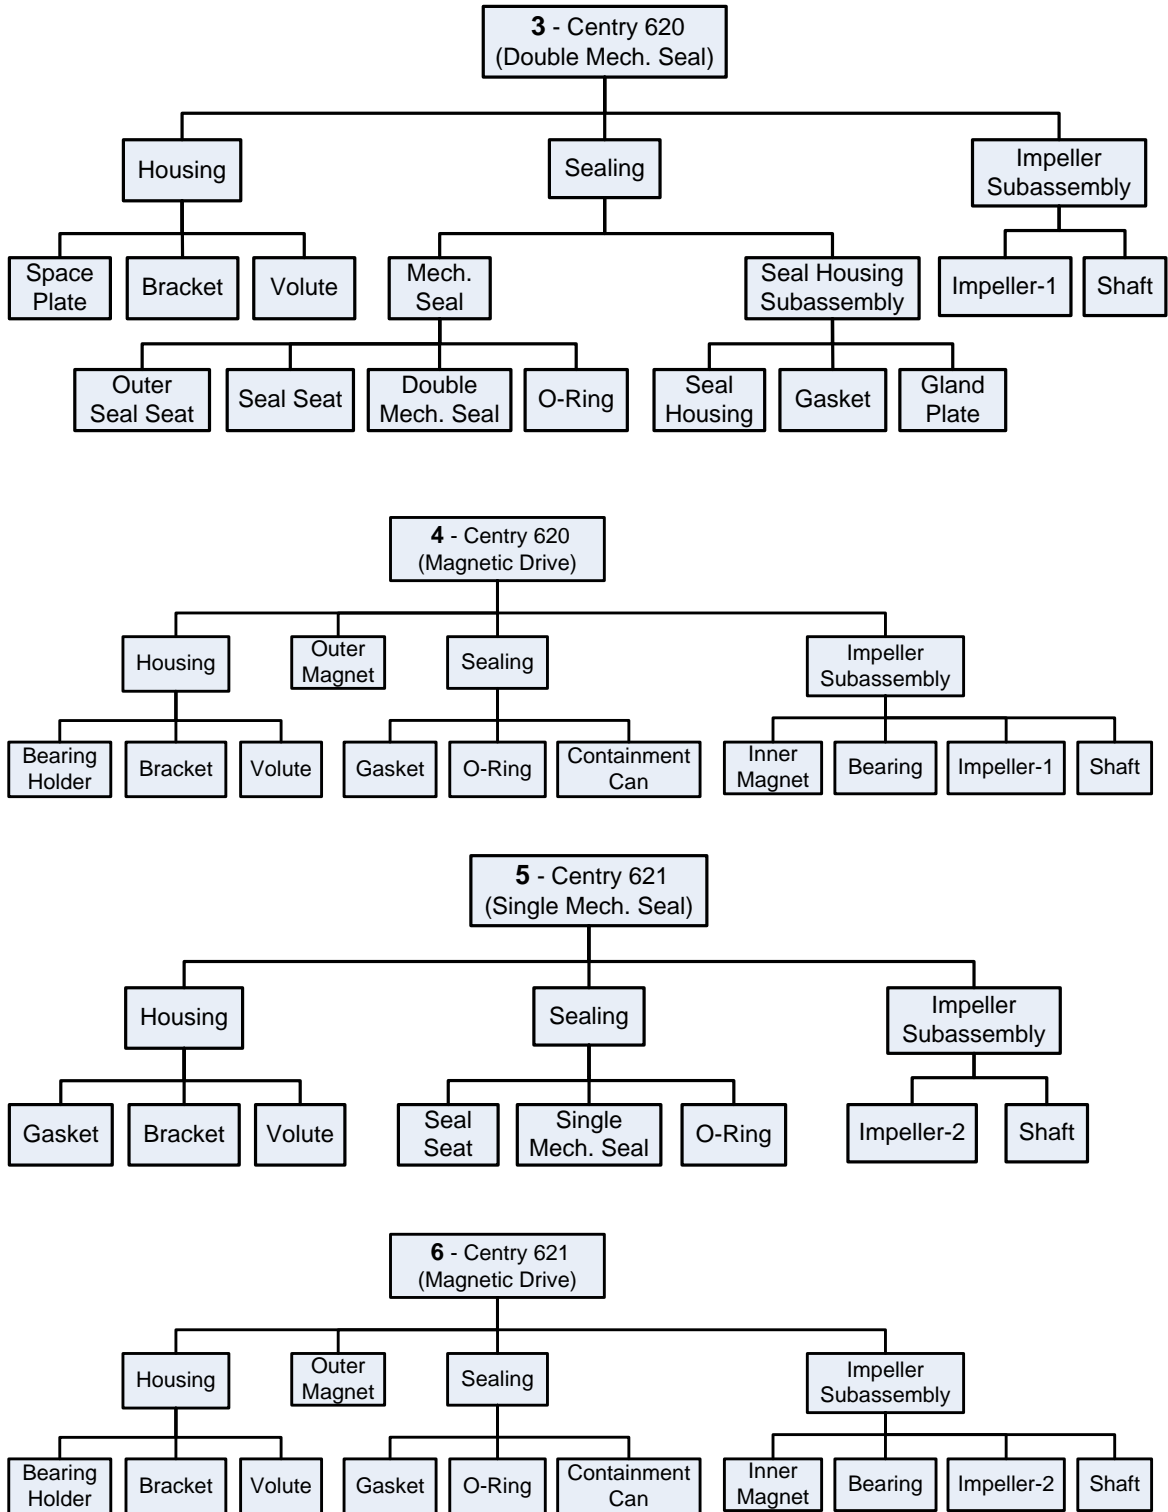 3 - Centry 620
(Double Mech. Seal)
Housing
Sealing
Impeller
Subassembly
Space
Plate
Bracket
Volute
Mech.
Seal
Seal Housing
Subassembly
Impeller-1
Shaft
Outer
Seal Seat
Seal Seat
Double
Mech. Seal
O-Ring
Seal
Housing
Gasket
Gland
Plate
4 - Centry 620
(Magnetic Drive)
Housing
Outer
Magnet
Sealing
Impeller
Subassembly
Bearing
Holder
Bracket
Volute
Gasket
O-Ring
Containment
Can
Inner
Magnet
Bearing
Impeller-1
Shaft
5 - Centry 621
(Single Mech. Seal)
Housing
Sealing
Impeller
Subassembly
Gasket
Bracket
Volute
Seal
Seat
Single
Mech. Seal
O-Ring
Impeller-2
Shaft
6 - Centry 621
(Magnetic Drive)
Housing
Outer
Magnet
Sealing
Impeller
Subassembly
Bearing
Holder
Bracket
Volute
Gasket
O-Ring
Containment
Can
Inner
Magnet
Bearing
Impeller-2
Shaft